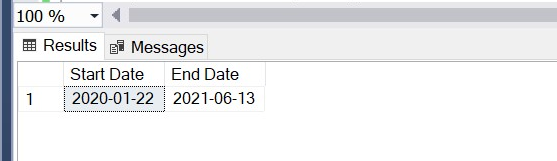 100 %
Results Messages
Start Date End Date
1 2020-01-22 2021-06-13